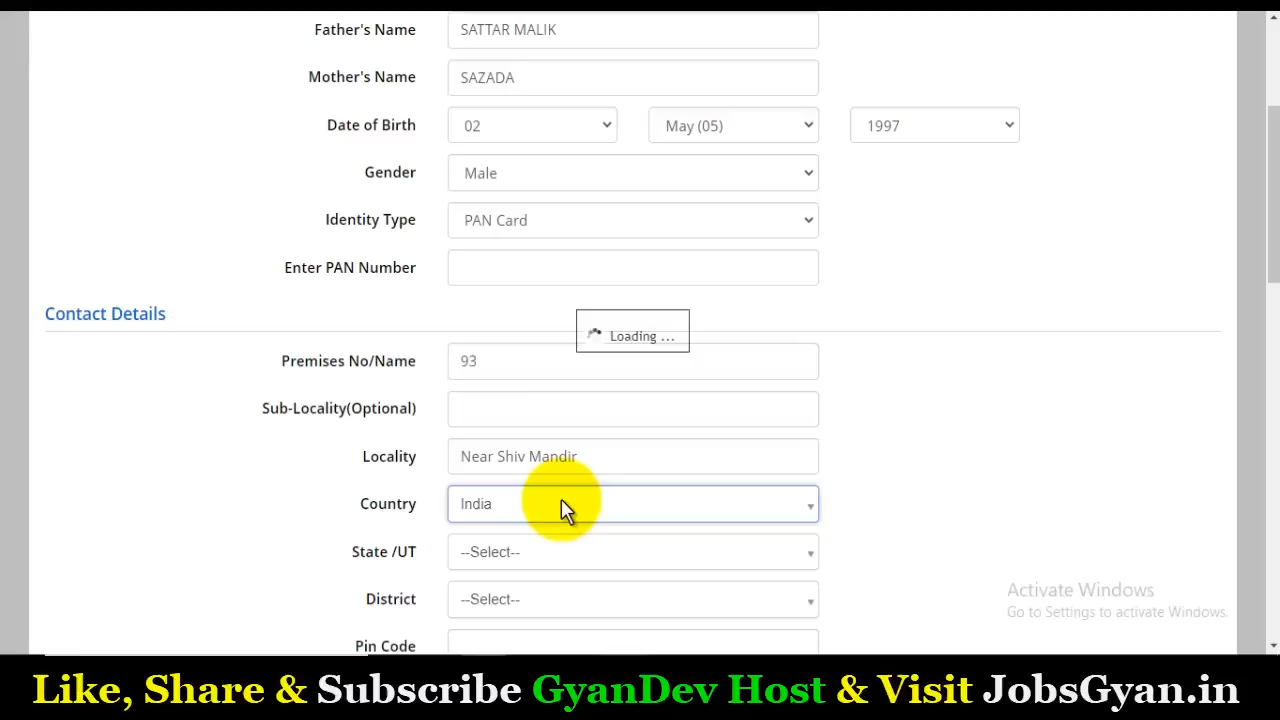 Father's Name SATTAR MALIK
Mother's Name SAZADA
Date of Birth 02 May (05) 1997
Gender Male
Identity Type PAN Card
Enter PAN Number
Contact Details
Loading ...
Premises No/Name 93
Sub-Locality(Optional)
Locality Near Shiv Mandir
Country India
State /UT --Select--
District --Select--
Activate Windows
Go to Settings to activate Windows.
Pin Code
Like, Share & Subscribe GyanDev Host & Visit JobsGyan.in